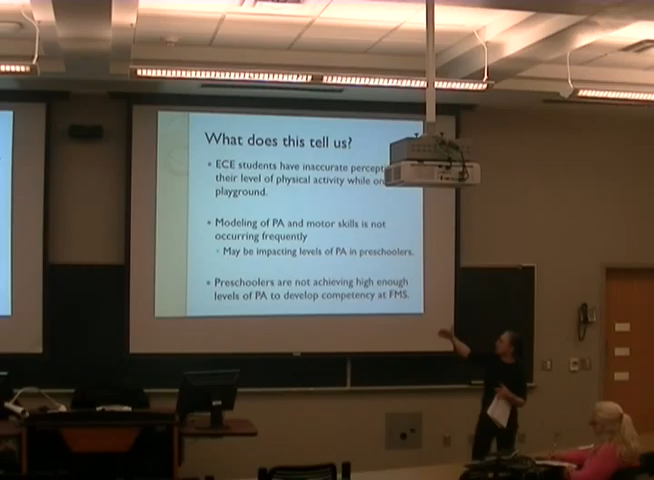 What does this tell us?
• ECE students have inaccurate
their level of physical activity while
playground.
• Modeling of PA and motor skills is not
occurring frequently
◦ May be impacting levels of PA in preschoolers.
• Preschoolers are not achieving high enough
levels of PA to develop competency at FMS.